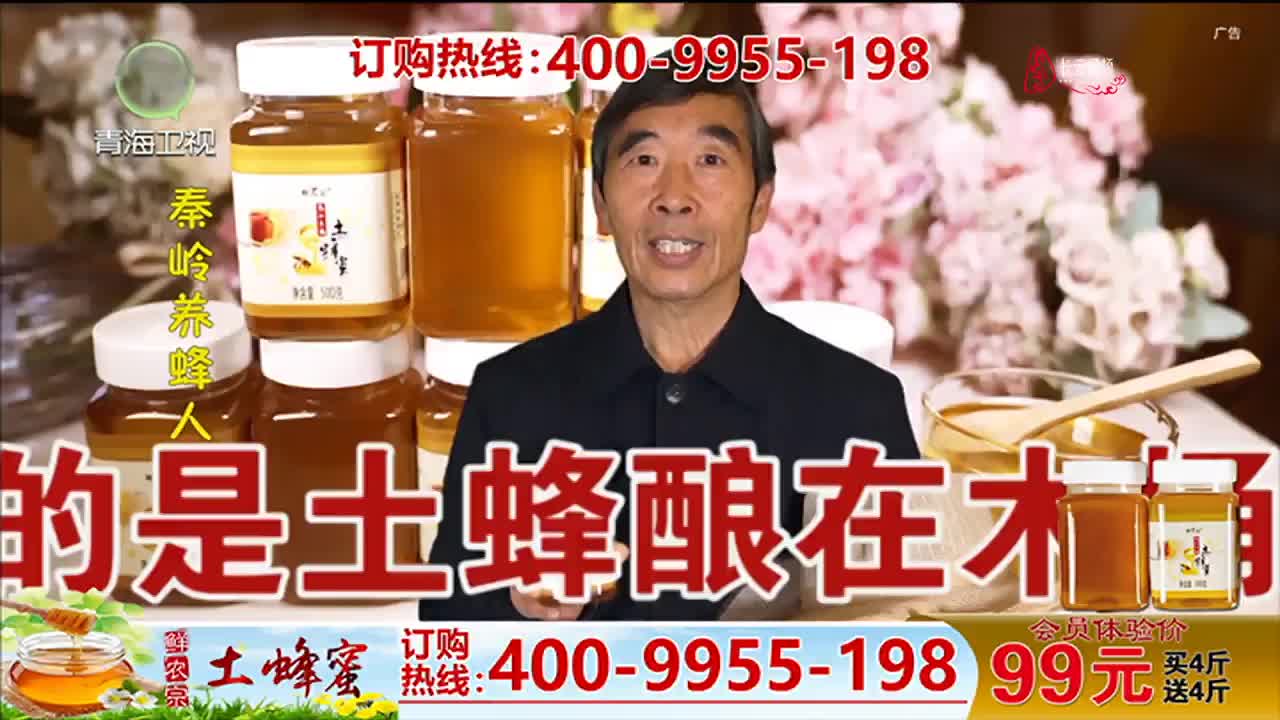 订购热线:400-9955-198
广告
青海卫视
秦岭养蜂人
土蜂蜜
净含量 500克
的是土蜂酿在木桶
鲜农亮
土蜂蜜
订购
热线:400-9955-198
会员体验价
99元
买4斤
送4斤